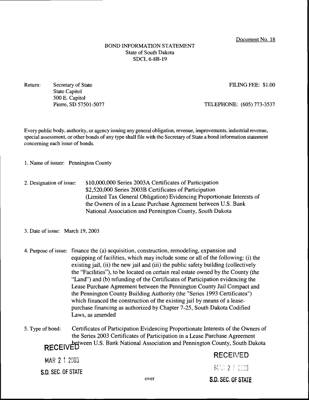 Document No. 18
BOND INFORMATION STATEMENT
State of South Dakota
SDCL 6-8B-19
Return: Secretary of State FILING FEE: $1.00
State Capitol
500 E. Capitol
Pierre, SD 57501-5077 TELEPHONE: (605) 773-3537
Every public body, authority, or agency issuing any general obligation, revenue, improvements, industrial revenue,
special assessment, or other bonds of any type shall file with the Secretary of State a bond information statement
concerning each issue of bonds.
1. Name of issuer: Pennington County
2. Designation of issue: $10,000,000 Series 2003A Certificates of Participation
$2,520,000 Series 2003B Certificates of Participation
(Limited Tax General Obligation) Evidencing Proportionate Interests of
the Owners of in a Lease Purchase Agreement between U.S. Bank
National Association and Pennington County, South Dakota
3. Date of issue: March 19, 2003
4. Purpose of issue: finance the (a) acquisition, construction, remodeling, expansion and
equipping of facilities, which may include some or all of the following: (i) the
existing jail, (ii) the new jail and (iii) the public safety building (collectively
the "Facilities"), to be located on certain real estate owned by the County (the
"Land") and (b) refunding of the Certificates of Participation evidencing the
Lease Purchase Agreement between the Pennington County Jail Compact and
the Pennington County Building Authority (the "Series 1993 Certificates")
which financed the construction of the existing jail by means of a lease-
purchase financing as authorized by Chapter 7-25, South Dakota Codified
Laws, as amended
5. Type of bond: Certificates of Participation Evidencing Proportionate Interests of the Owners of
the Series 2003 Certificates of Participation in a Lease Purchase Agreement
between U.S. Bank National Association and Pennington County, South Dakota
RECEIVED
MAR 21 2003
S.D. SEC. OF STATE
over
RECEIVED
S.D. SEC. OF STATE